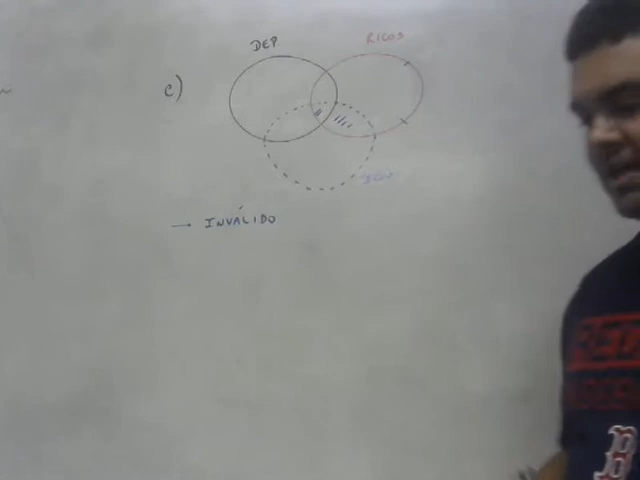 DEP
RICOS
c)
→ INVÁLIDO
B